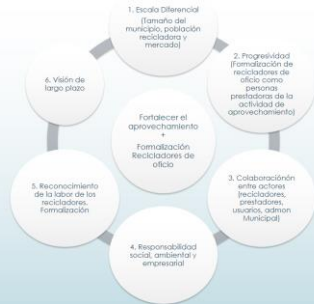 1. Escala Diferencial
(Tamaño del
municipio, población
recicladora y
mercado)
2. Progresividad
(Formalización de
recicladores de
oficio como
personas
prestadoras de la
actividad de
aprovechamiento)
3. Colaboraciónón
entre actores
(recicladores,
prestadores,
usuarios, admon
Municipal)
4. Responsabilidad
social, ambiental y
empresarial
5. Reconocimiento
de la labor de los
recicladores.
Formalización
6. Visión de
largo plazo
Fortalecer el
aprovechamiento
+
Formalización
Recicladores de
oficio